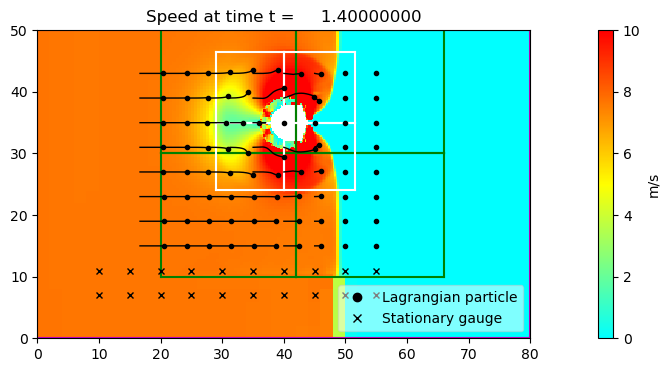 Speed at time t =     1.40000000
50
40
30
20
10
0
0 10 20 30 40 50 60 70 80
Lagrangian particle
Stationary gauge
10
8
6
4
2
0
m/s